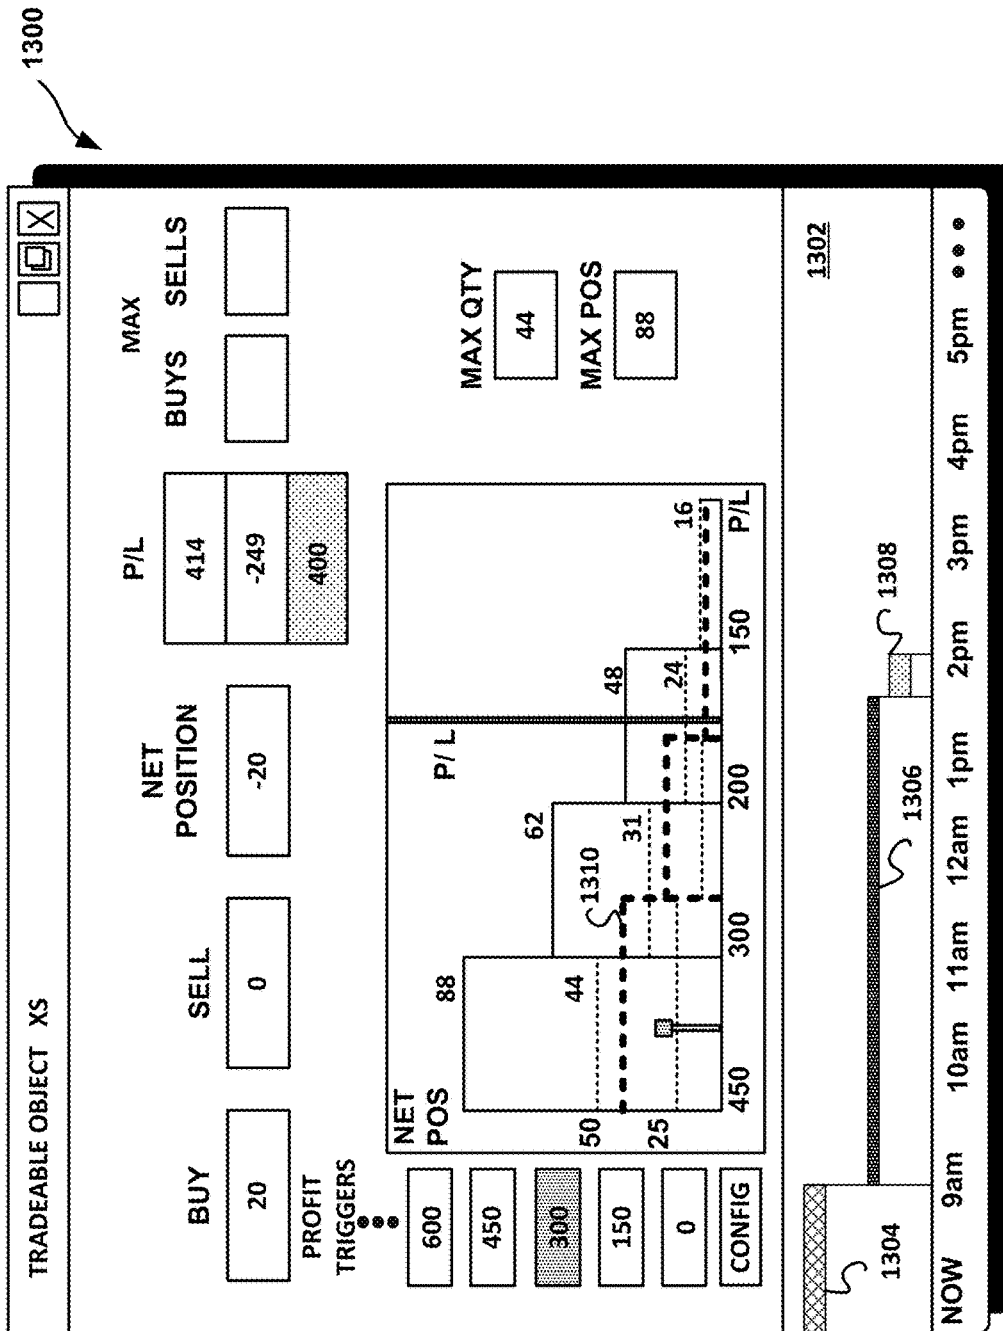 1300
TRADEABLE OBJECT XS
X
MAX
BUY
SELL
NET
POSITION
P/L
BUYS
SELLS
20
0
-20
414
-249
400
PROFIT
TRIGGERS
600
450
300
150
0
CONFIG
NET
POS
88
62
P/ L
48
50
44
1310
31
24
16
25
450
300
200
150
P/L
MAX QTY
44
MAX POS
88
1302
1304
1306
1308
NOW 9am 10am 11am 12am 1pm 2pm 3pm 4pm 5pm